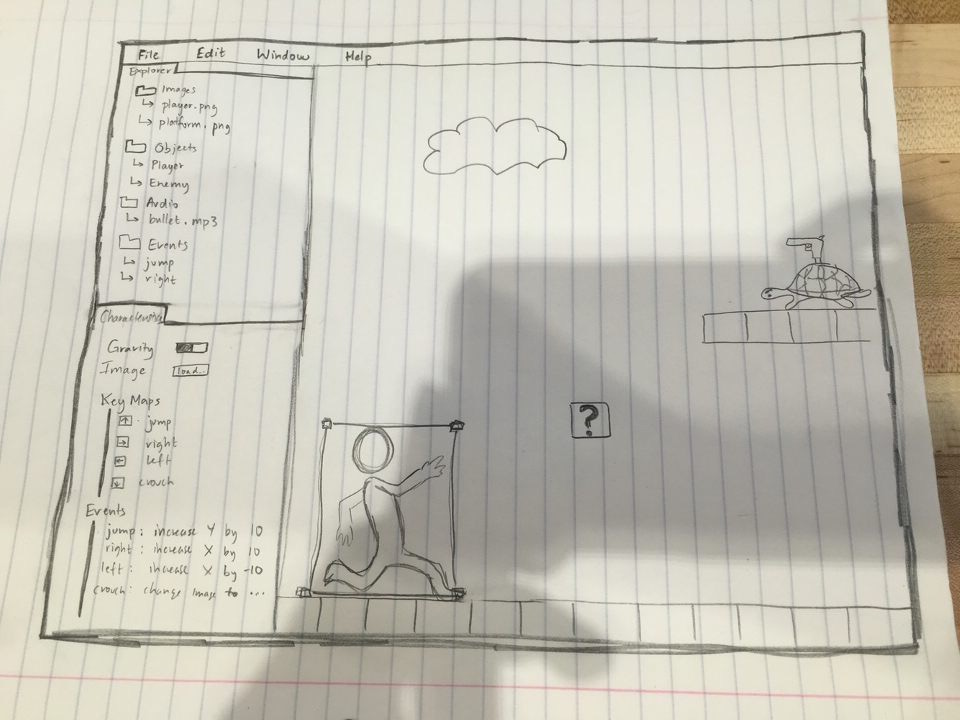 File Edit Window Help
Explorer
Images
player.png
platform.png
Objects
Player
Enemy
Audio
bullet.mp3
Events
jump
right
Gravity
Image load..
Key Maps
jump
right
left
crouch
Events
jump: increase Y by 10
right: increase X by 10
left: increase X by -10
crouch: change image to ...
?